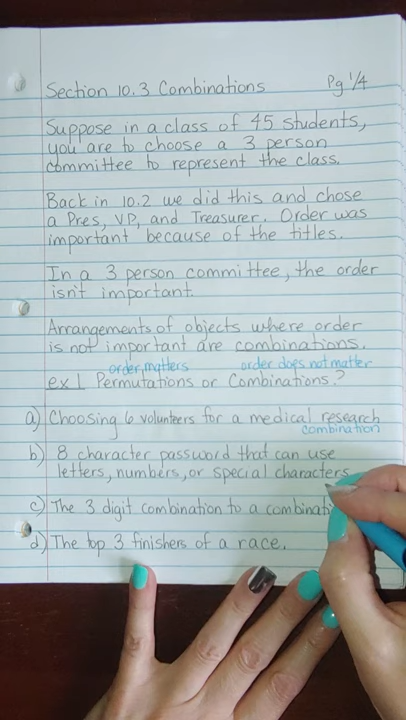 Section 10.3 Combinations Pg 1/4
Suppose in a class of 45 students,
you are to choose a 3 person
committee to represent the class.
Back in 10.2 we did this and chose
a Pres, VP, and Treasurer. Order was
important because of the titles.
In a 3 person committee, the order
isn't important.
Arrangements of objects where order
is not important are combinations.
order matters order does not matter
ex 1 Permutations or Combinations?
a) Choosing 6 volunteers for a medical research
combination
b) 8 character password that can use
letters, numbers, or special characters
c) The 3 digit combination to a
d) The top 3 finishers of a race.